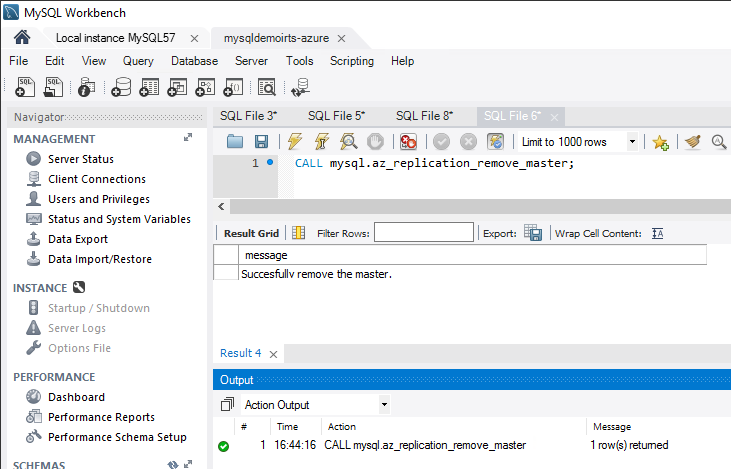 MySQL Workbench
Local instance MySQL57 × mysqldemoirts-azure ×
File Edit View Query Database Server Tools Scripting Help
Navigator
SQL File 3* SQL File 5* SQL File 8* SQL File 6* ×
MANAGEMENT
Server Status
Client Connections
Users and Privileges
Status and System Variables
Data Export
Data Import/Restore
INSTANCE
Startup / Shutdown
Server Logs
Options File
PERFORMANCE
Dashboard
Performance Reports
Performance Schema Setup
SCHEMAS
Limit to 1000 rows
1 CALL mysql.az_replication_remove_master;
Result Grid Filter Rows: Export: Wrap Cell Content:
message
Succesfully remove the master.
Result 4 ×
Output
Action Output
# Time Action Message
1 16:44:16 CALL mysql.az_replication_remove_master 1 row(s) returned